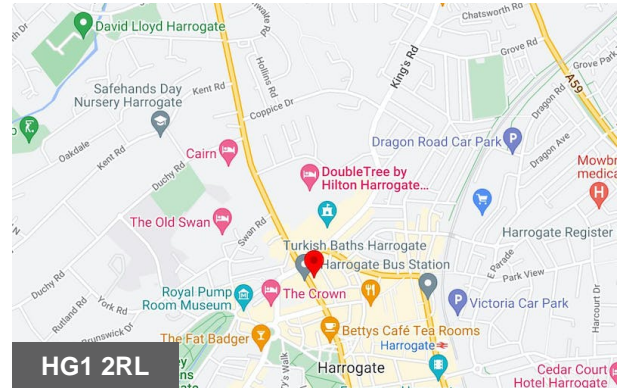 Chatsworth Rd
David Lloyd Harrogate
King's Rd
Grove Rd
Hollins Rd
Safehands Day
Nursery Harrogate
Kent Rd
A59
Coppice Dr
Dragon Rd
Oakdale
Kent Rd
Cairn
Dragon Road Car Park
Dragon Ave
Duchy Rd
DoubleTree by
Hilton Harrogate...
Mowbr
medica
The Old Swan
Swan Rd
Harrogate Register
Turkish Baths Harrogate
Harrogate Bus Station
E Parade
Park View
Duchy Rd
Royal Pump
Room Museum
The Crown
Victoria Car Park
Harcourt Dr
York Rd
Rutland Rd
Brunswick Dr
The Fat Badger
Bettys Café Tea Rooms
Harrogate
HG1 2RL
Harrogate
Cedar Court
Hotel Harrogate